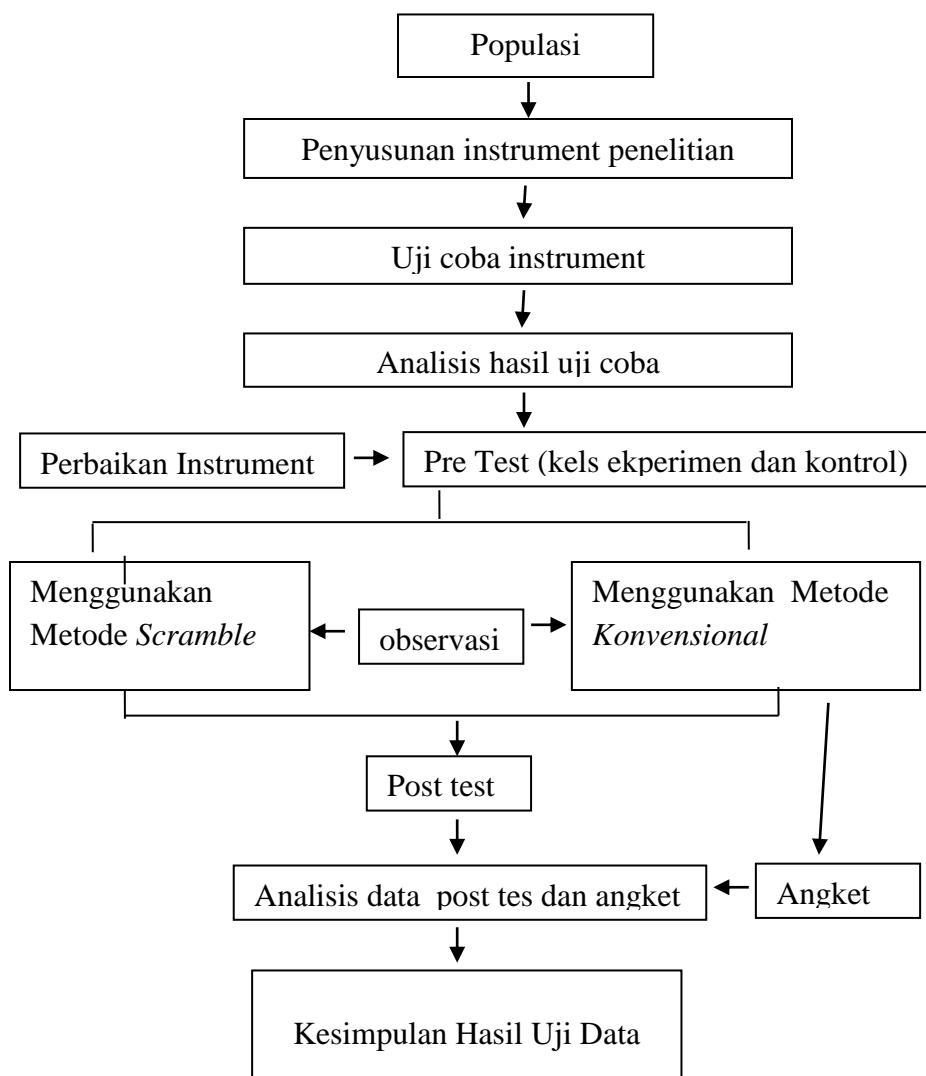 Populasi
Penyusunan instrument penelitian
Uji coba instrument
Analisis hasil uji coba
Perbaikan Instrument
Pre Test (kels ekperimen dan kontrol)
Menggunakan
Metode Scramble
observasi
Menggunakan Metode
Konvensional
Post test
Analisis data post tes dan angket
Angket
Kesimpulan Hasil Uji Data